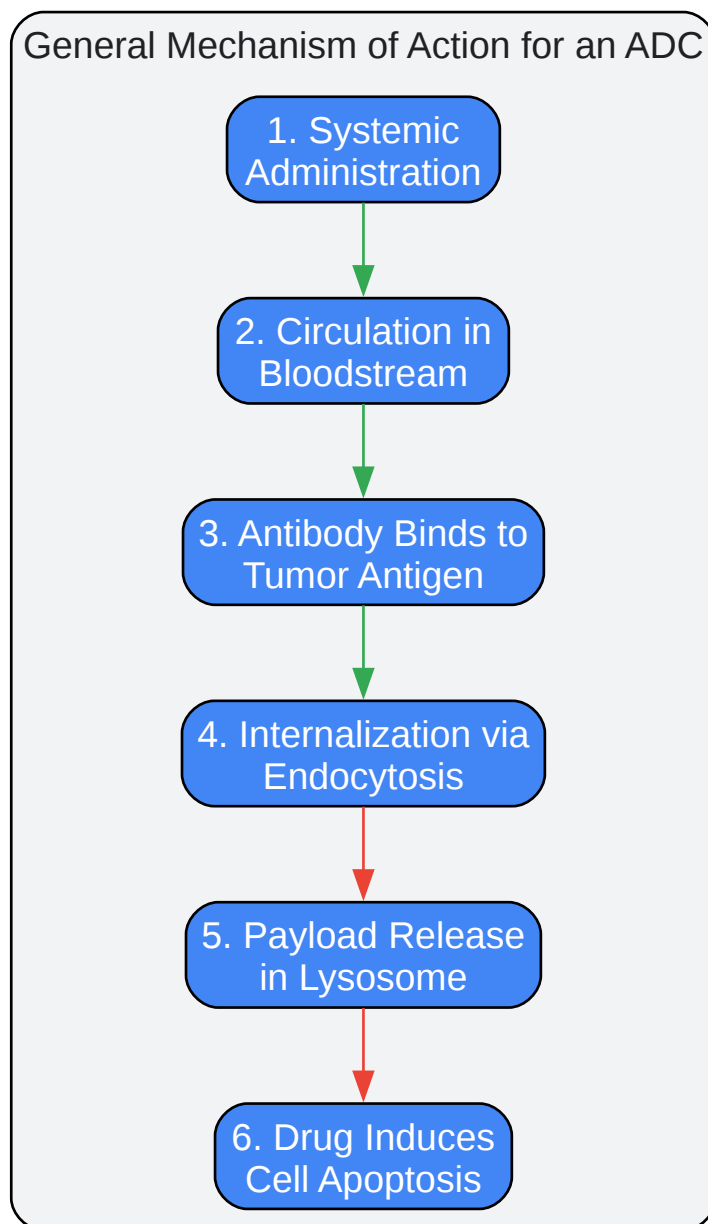 General Mechanism of Action for an ADC
1. Systemic
Administration
2. Circulation in
Bloodstream
3. Antibody Binds to
Tumor Antigen
4. Internalization via
Endocytosis
5. Payload Release
in Lysosome
6. Drug Induces
Cell Apoptosis